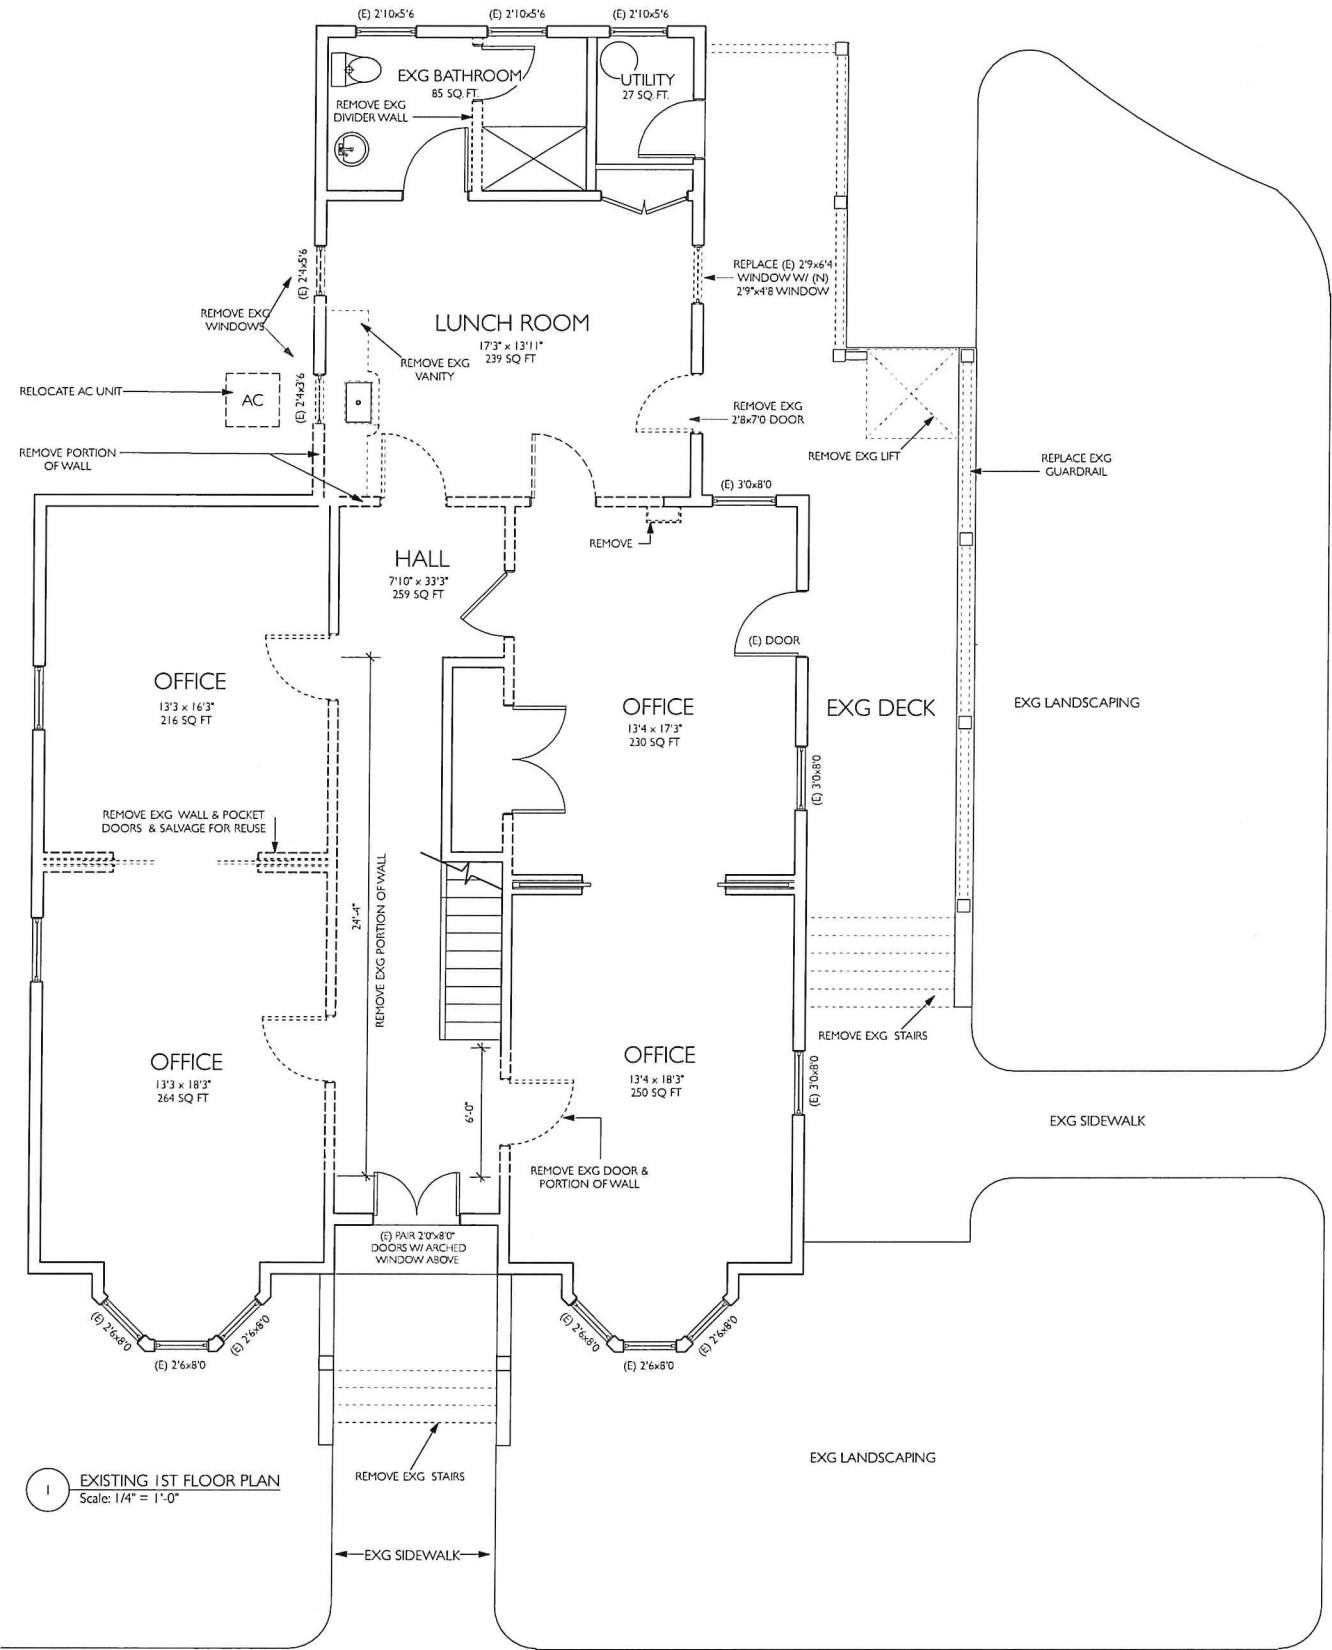 (E) 2'10x5'6
(E) 2'10x5'6
(E) 2'10x5'6
EXG BATHROOM
85 SQ. FT.
UTILITY
27 SQ. FT.
REMOVE EXG
DIVIDER WALL
(E) 2'4x5'6
REMOVE EXG
WINDOWS
REPLACE (E) 2'9x6'4
WINDOW W/ (N)
2'9"x4'8 WINDOW
LUNCH ROOM
17'3" x 13'11"
239 SQ FT
REMOVE EXG
VANITY
RELOCATE AC UNIT
AC
(E) 2'4x3'6
REMOVE EXG
2'8x7'0 DOOR
REMOVE PORTION
OF WALL
REMOVE EXG LIFT
REPLACE EXG
GUARDRAIL
(E) 3'0x8'0
REMOVE
HALL
7'10" x 33'3"
259 SQ FT
(E) DOOR
OFFICE
13'3 x 16'3"
216 SQ FT
OFFICE
13'4 x 17'3"
230 SQ FT
EXG DECK
EXG LANDSCAPING
(E) 3'0x8'0
REMOVE EXG WALL & POCKET
DOORS & SALVAGE FOR REUSE
24'-4"
REMOVE EXG PORTION OF WALL
REMOVE EXG STAIRS
OFFICE
13'3 x 18'3"
264 SQ FT
OFFICE
13'4 x 18'3"
250 SQ FT
(E) 3'0x8'0
6'-0"
EXG SIDEWALK
REMOVE EXG DOOR &
PORTION OF WALL
(E) PAIR 2'0"x8'0"
DOORS W/ ARCHED
WINDOW ABOVE
(E) 2'6x8'0
(E) 2'6x8'0
(E) 2'6x8'0
(E) 2'6x8'0
(E) 2'6x8'0
(E) 2'6x8'0
EXG LANDSCAPING
REMOVE EXG STAIRS
1
EXISTING 1ST FLOOR PLAN
Scale: 1/4" = 1'-0"
EXG SIDEWALK